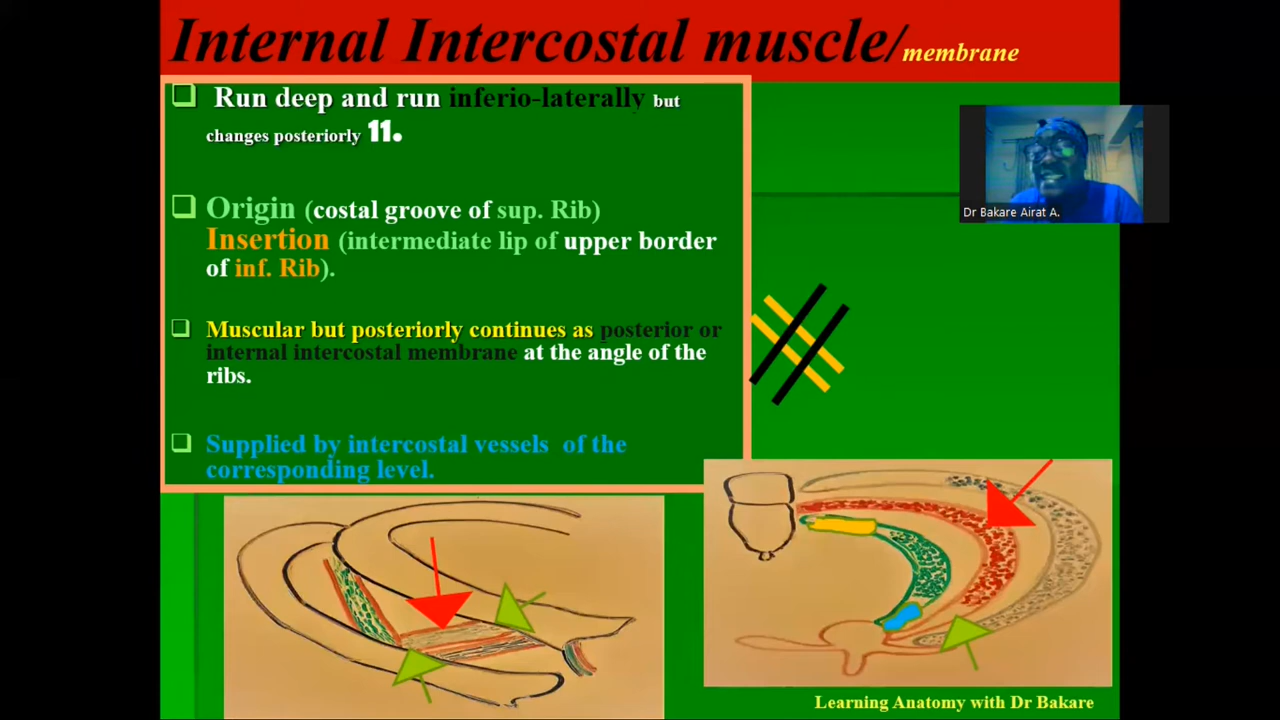 Internal Intercostal muscle/membrane
Run deep and run inferio-laterally but
changes posteriorly 11.
Origin (costal groove of sup. Rib)
Insertion (intermediate lip of upper border
of inf. Rib).
Muscular but posteriorly continues as posterior or
internal intercostal membrane at the angle of the
ribs.
Supplied by intercostal vessels of the
corresponding level.
Dr Bakare Airat A.
Learning Anatomy with Dr Bakare